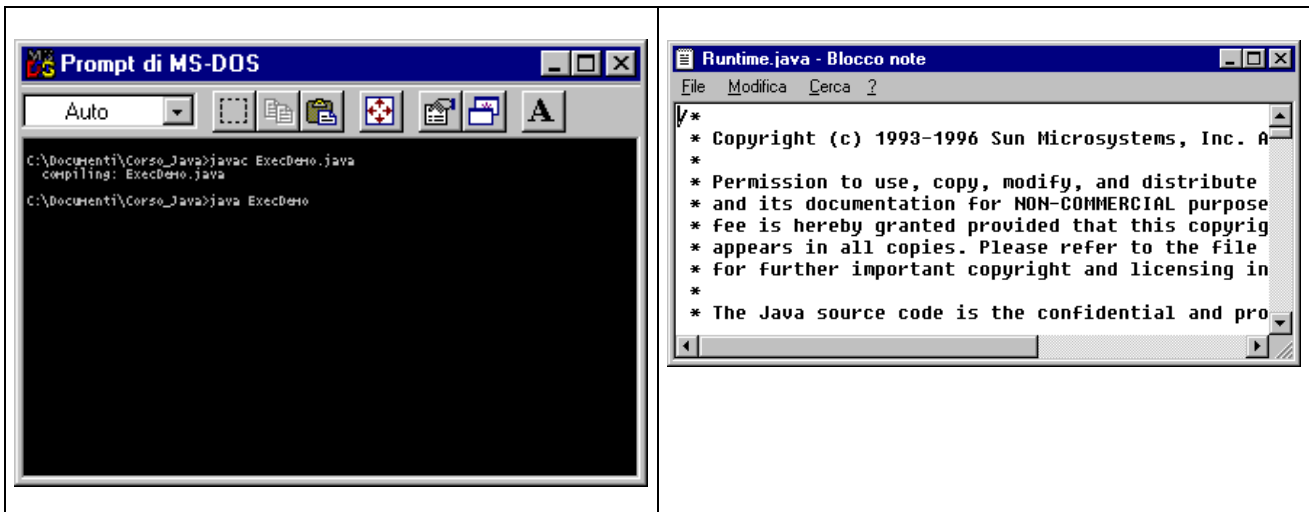 Prompt di MS-DOS
Auto
A
C:\Documenti\Corso_Java>javac ExecDemo.java
compiling: ExecDemo.java
C:\Documenti\Corso_Java>java ExecDemo
Runtime.java - Blocco note
File Modifica Cerca ?
/*
* Copyright (c) 1993-1996 Sun Microsystems, Inc. A
*
* Permission to use, copy, modify, and distribute
* and its documentation for NON-COMMERCIAL purpose
* fee is hereby granted provided that this copyrig
* appears in all copies. Please refer to the file
* for further important copyright and licensing in
*
* The Java source code is the confidential and pro